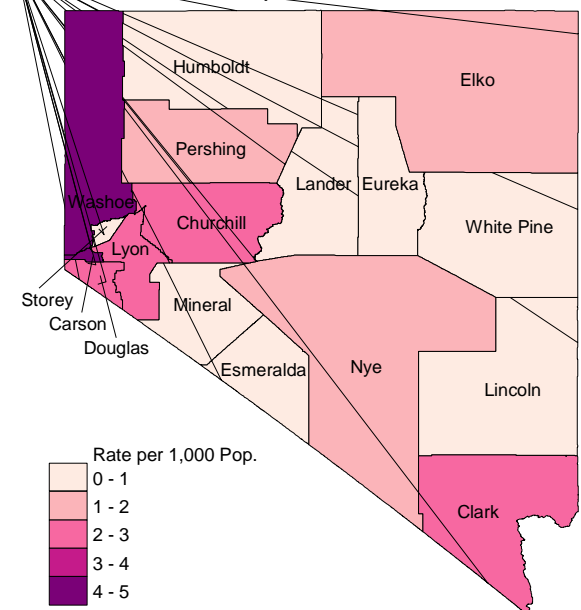 Humboldt
Elko
Pershing
Lander
Eureka
Washoe
Churchill
White Pine
Lyon
Storey
Mineral
Carson
Douglas
Esmeralda
Nye
Lincoln
Clark
Rate per 1,000 Pop.
0 - 1
1 - 2
2 - 3
3 - 4
4 - 5